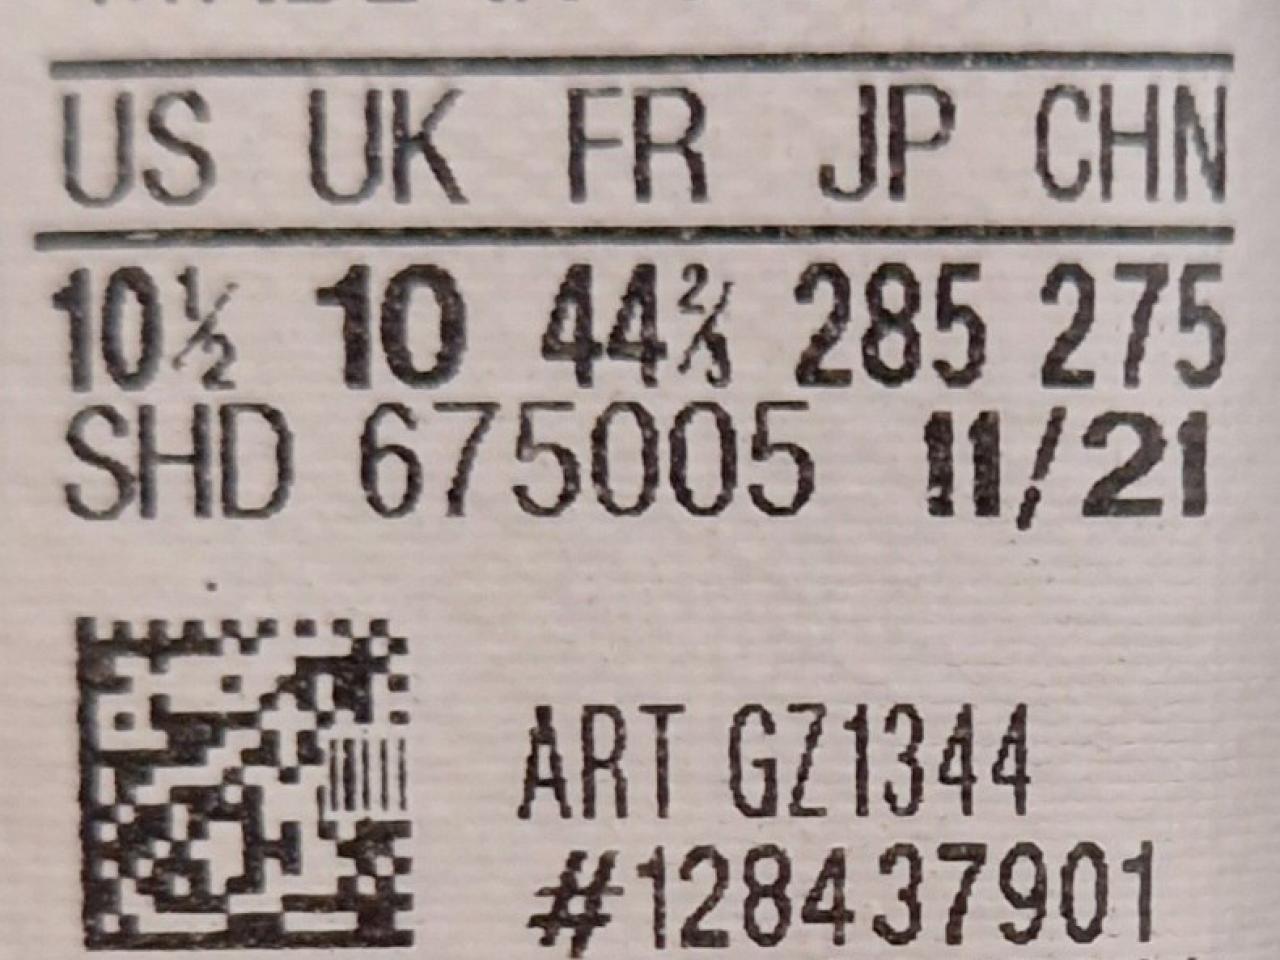 US UK FR JP CHN
10½ 10 44⅔ 285 275
SHD 675005 11/21
ART GZ1344
#128437901